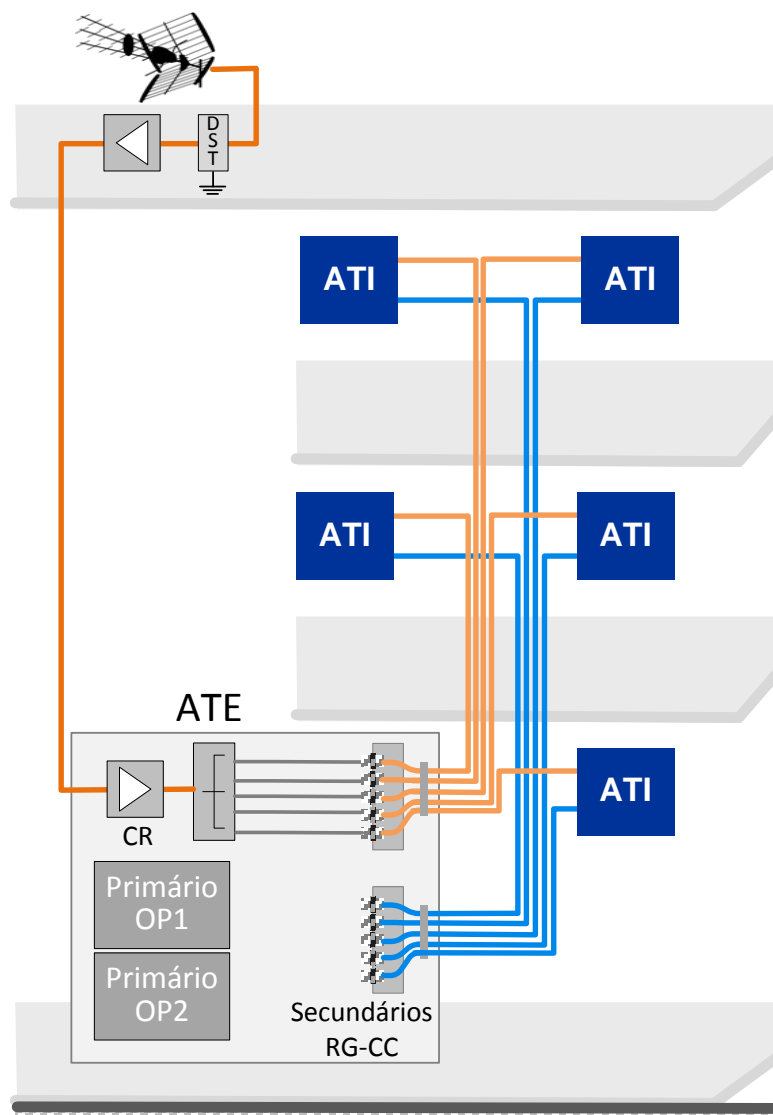 D
S
T
ATI
ATI
ATI
ATI
ATE
ATI
CR
Primário
OP1
Primário
OP2
Secundários
RG-CC